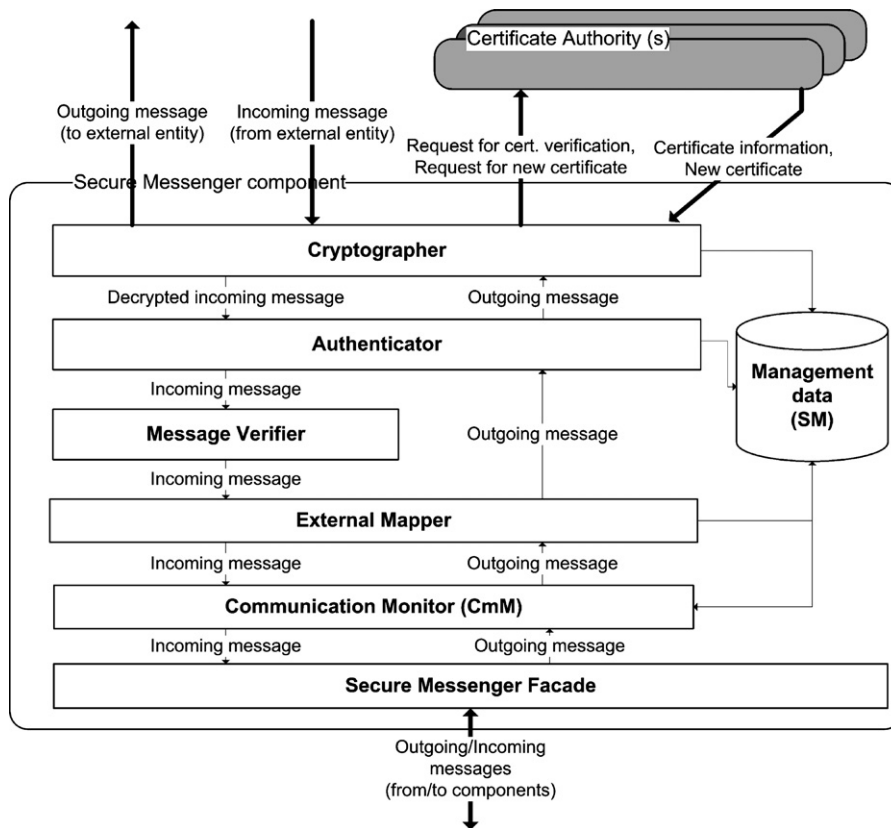 Certificate Authority (s)
Outgoing message
(to external entity)
Incoming message
(from external entity)
Request for cert. verification,
Request for new certificate
Certificate information,
New certificate
Secure Messenger component
Cryptographer
Decrypted incoming message
Outgoing message
Authenticator
Management
data
(SM)
Incoming message
Message Verifier
Outgoing message
Incoming message
External Mapper
Incoming message
Outgoing message
Communication Monitor (CmM)
Incoming message
Outgoing message
Secure Messenger Facade
Outgoing/Incoming
messages
(from/to components)